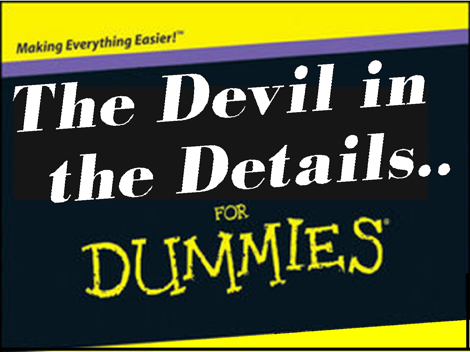 Making Everything Easier!™
The Devil in
the Details..
FOR
DUMMIES®